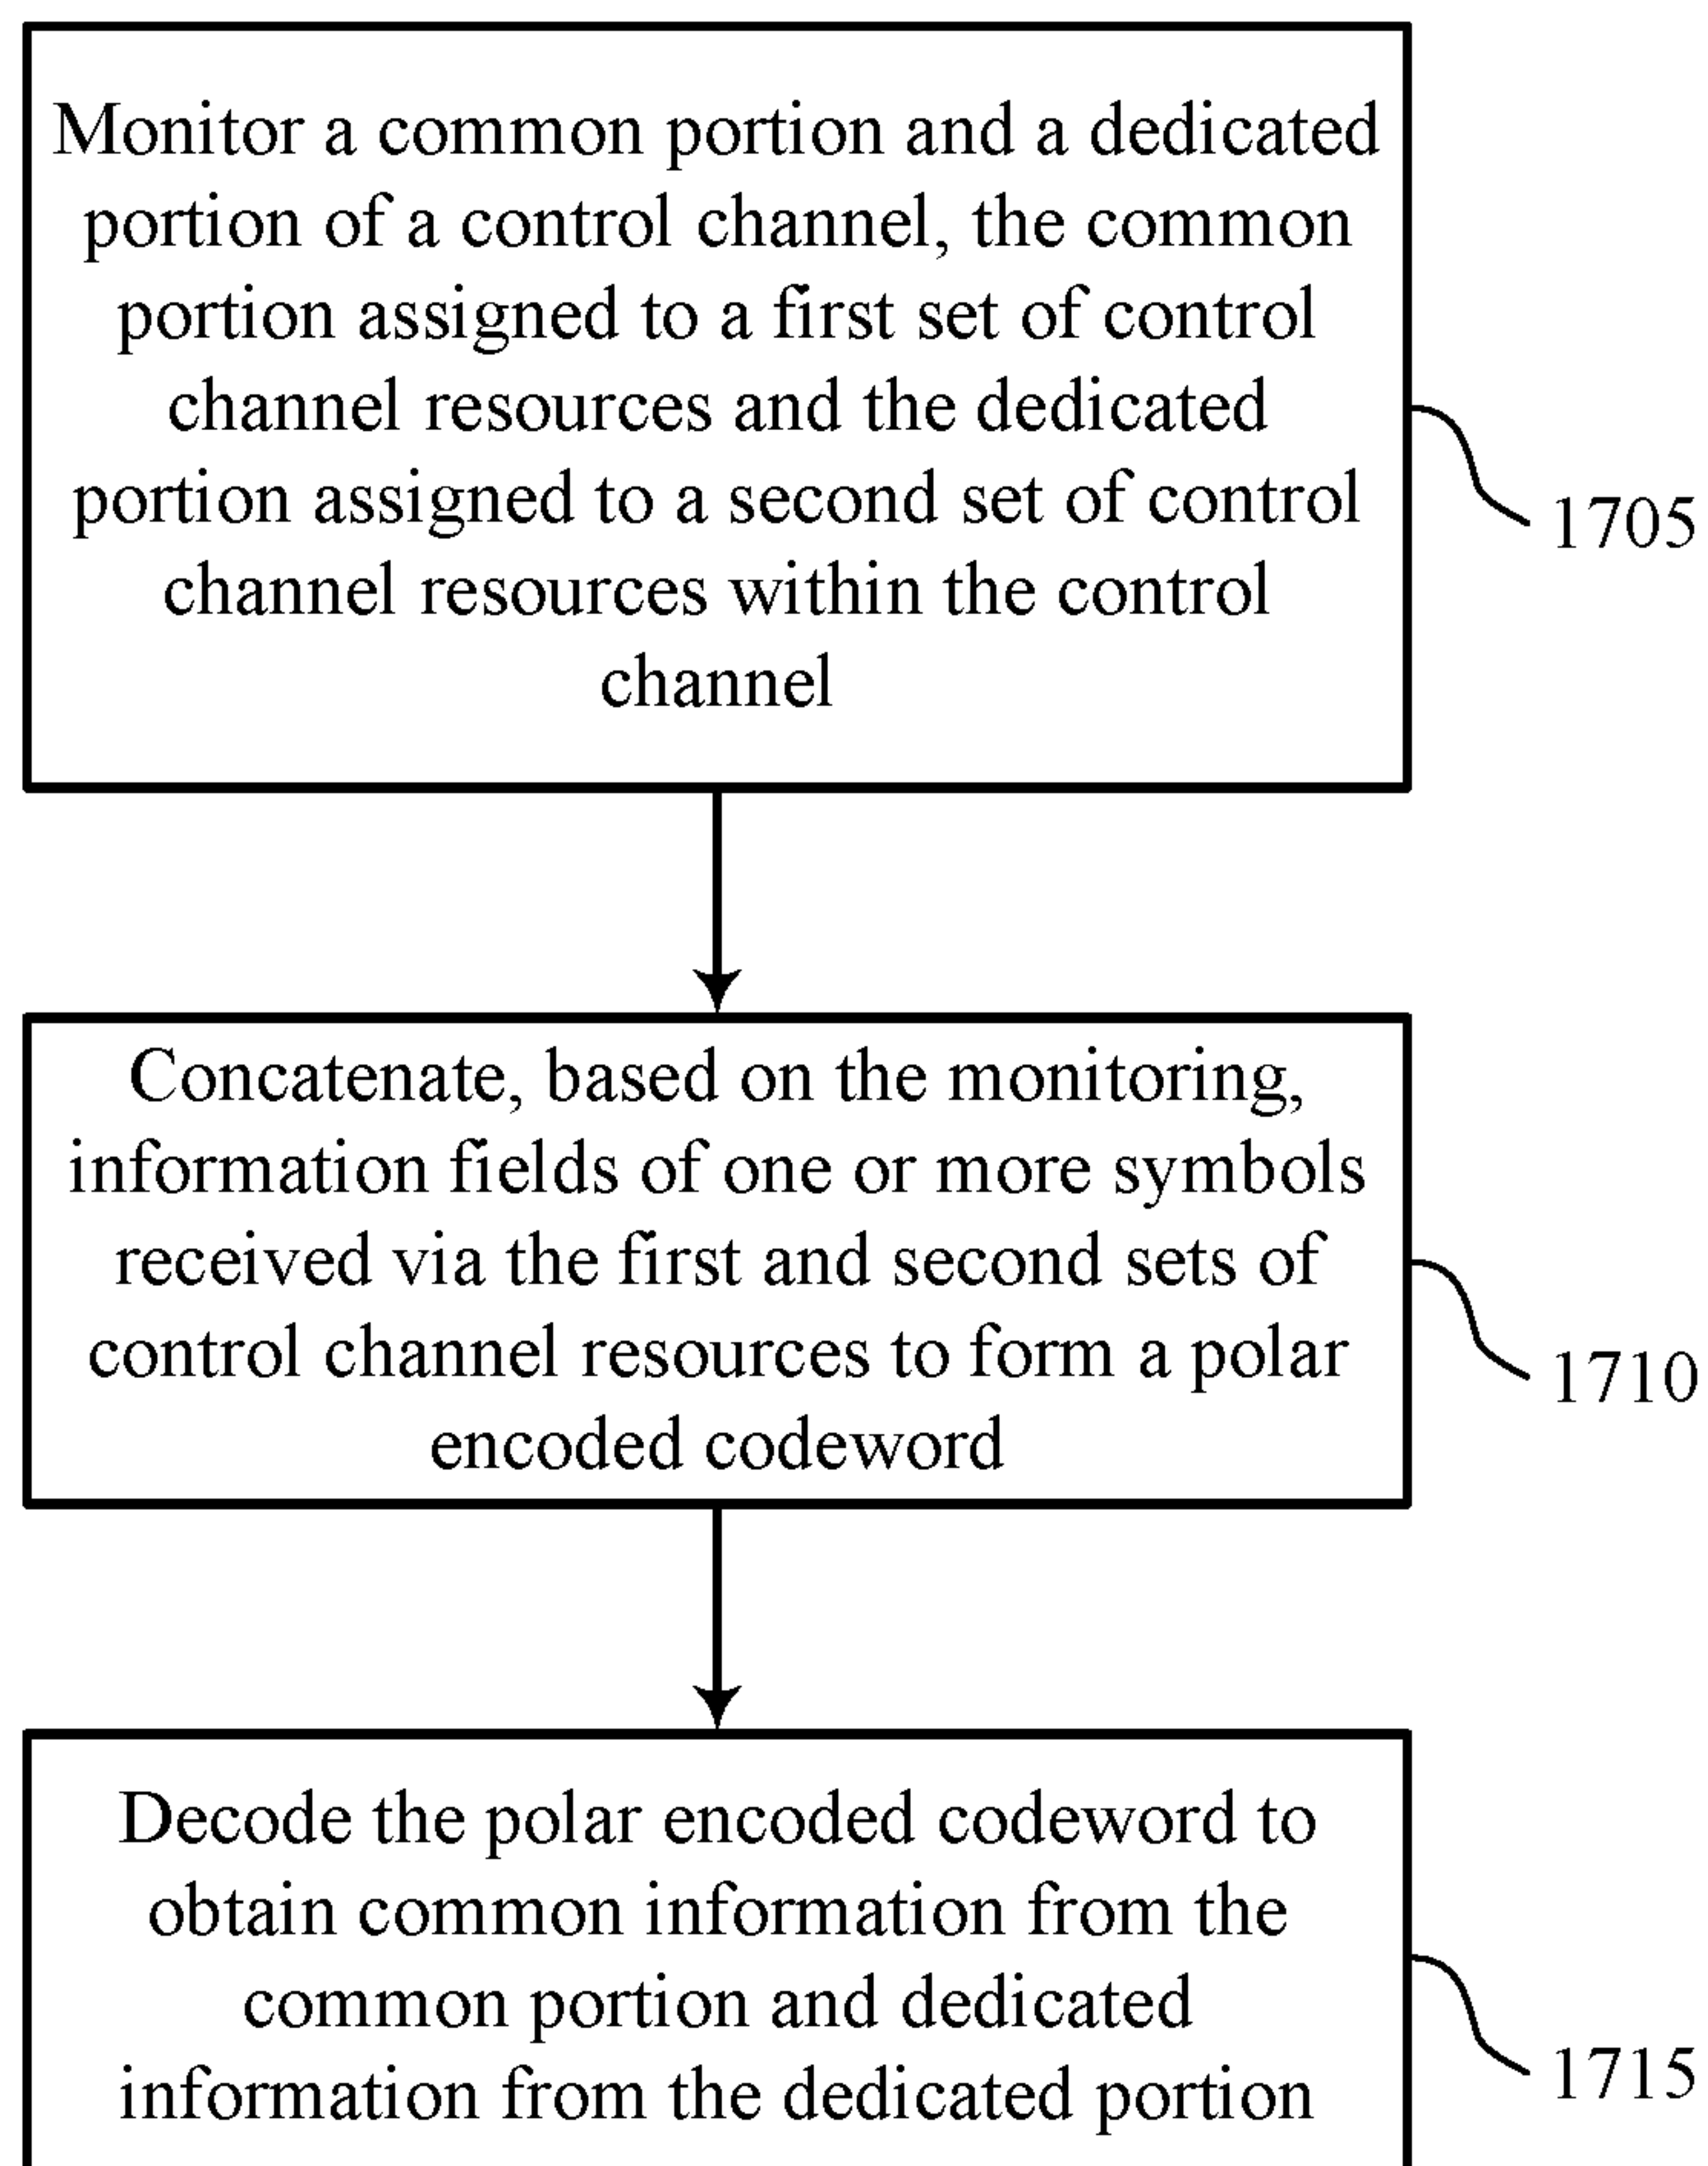 Monitor a common portion and a dedicated
portion of a control channel, the common
portion assigned to a first set of control
channel resources and the dedicated
portion assigned to a second set of control
channel resources within the control
channel
1705
Concatenate, based on the monitoring,
information fields of one or more symbols
received via the first and second sets of
control channel resources to form a polar
encoded codeword
1710
Decode the polar encoded codeword to
obtain common information from the
common portion and dedicated
information from the dedicated portion
1715